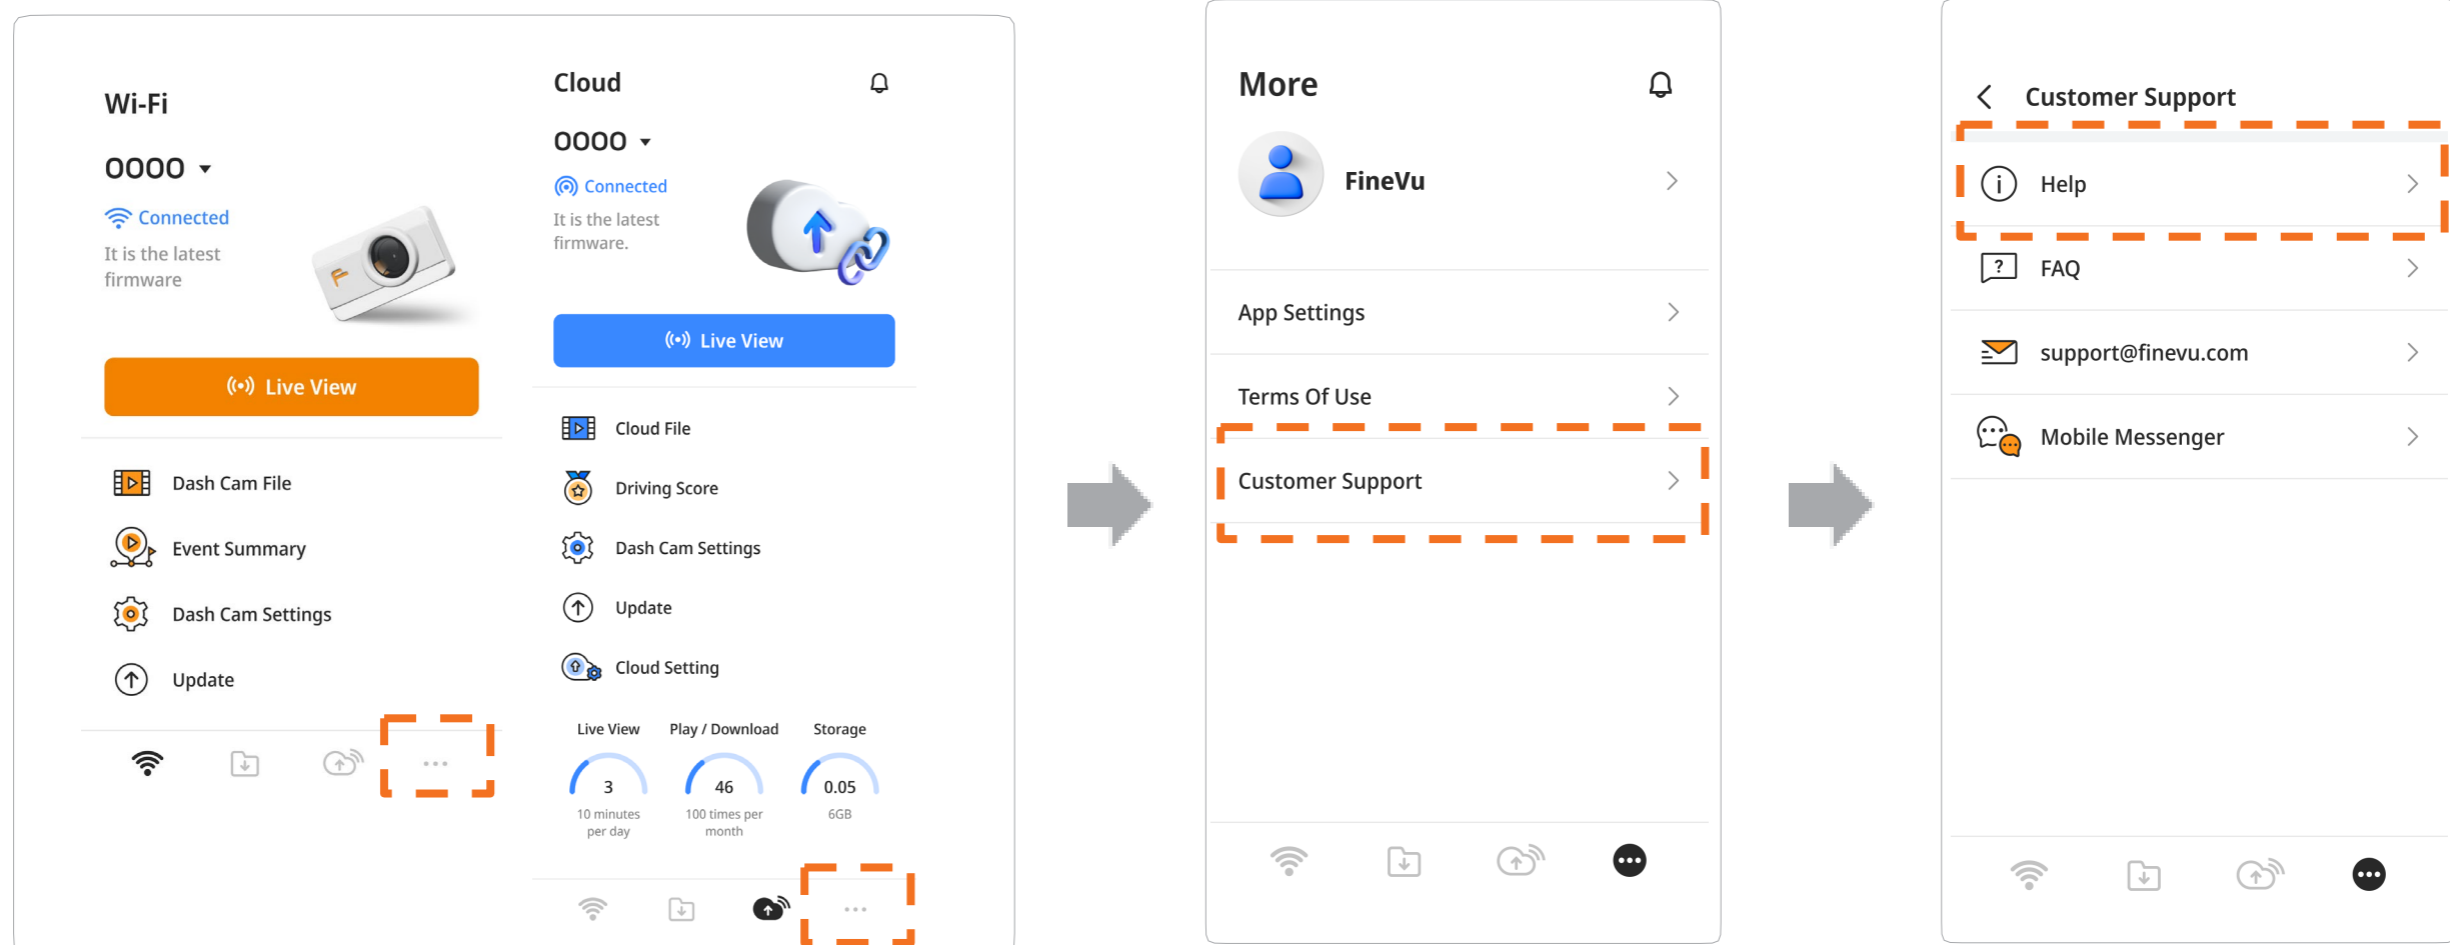 Wi-Fi
OOOO
Connected
It is the latest
firmware
Live View
Dash Cam File
Event Summary
Dash Cam Settings
Update
Cloud
OOOO
Connected
It is the latest
firmware.
Live View
Cloud File
Driving Score
Dash Cam Settings
Update
Cloud Setting
Live View Play / Download Storage
3 46 0.05
10 minutes 100 times per 6GB
per day month
More
FineVu
App Settings
Terms Of Use
Customer Support
Customer Support
Help
FAQ
support@finevu.com
Mobile Messenger